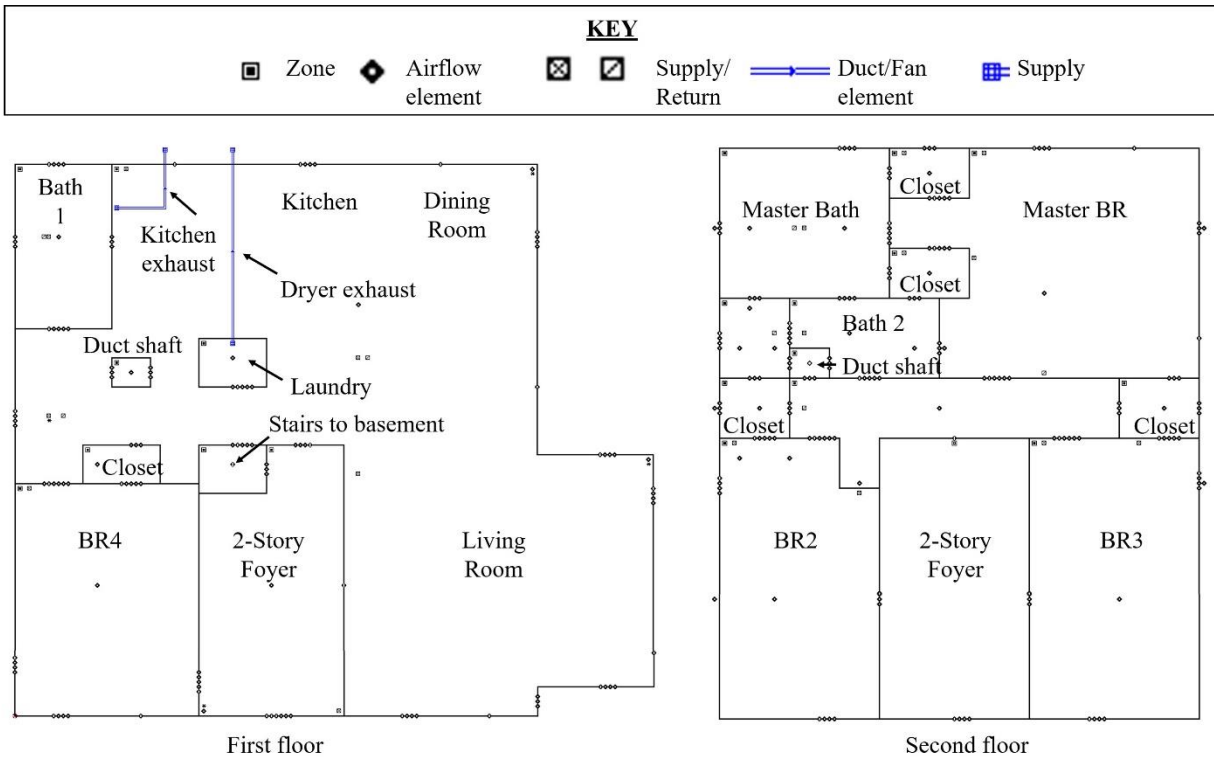 KEY
Zone
Airflow
element
Supply/
Return
Duct/Fan
element
Supply
Bath
1
Kitchen
exhaust
Kitchen
Dining
Room
Dryer exhaust
Duct shaft
Laundry
Stairs to basement
Closet
BR4
2-Story
Foyer
Living
Room
First floor
Master Bath
Closet
Master BR
Closet
Bath 2
Duct shaft
Closet
Closet
BR2
2-Story
Foyer
BR3
Second floor